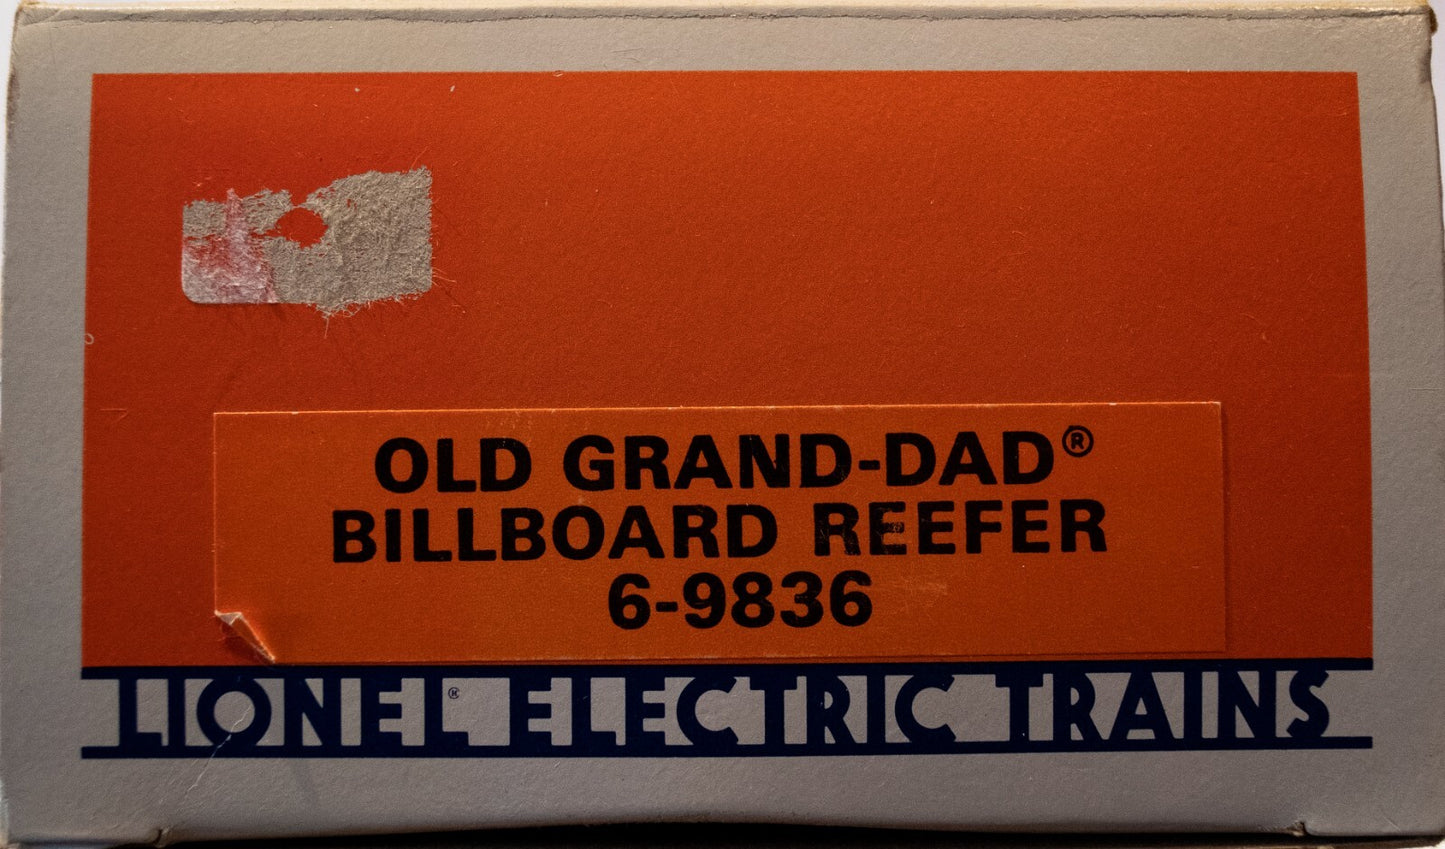 OLD GRAND-DAD®
BILLBOARD REEFER
6-9836
LIONEL® ELECTRIC TRAINS